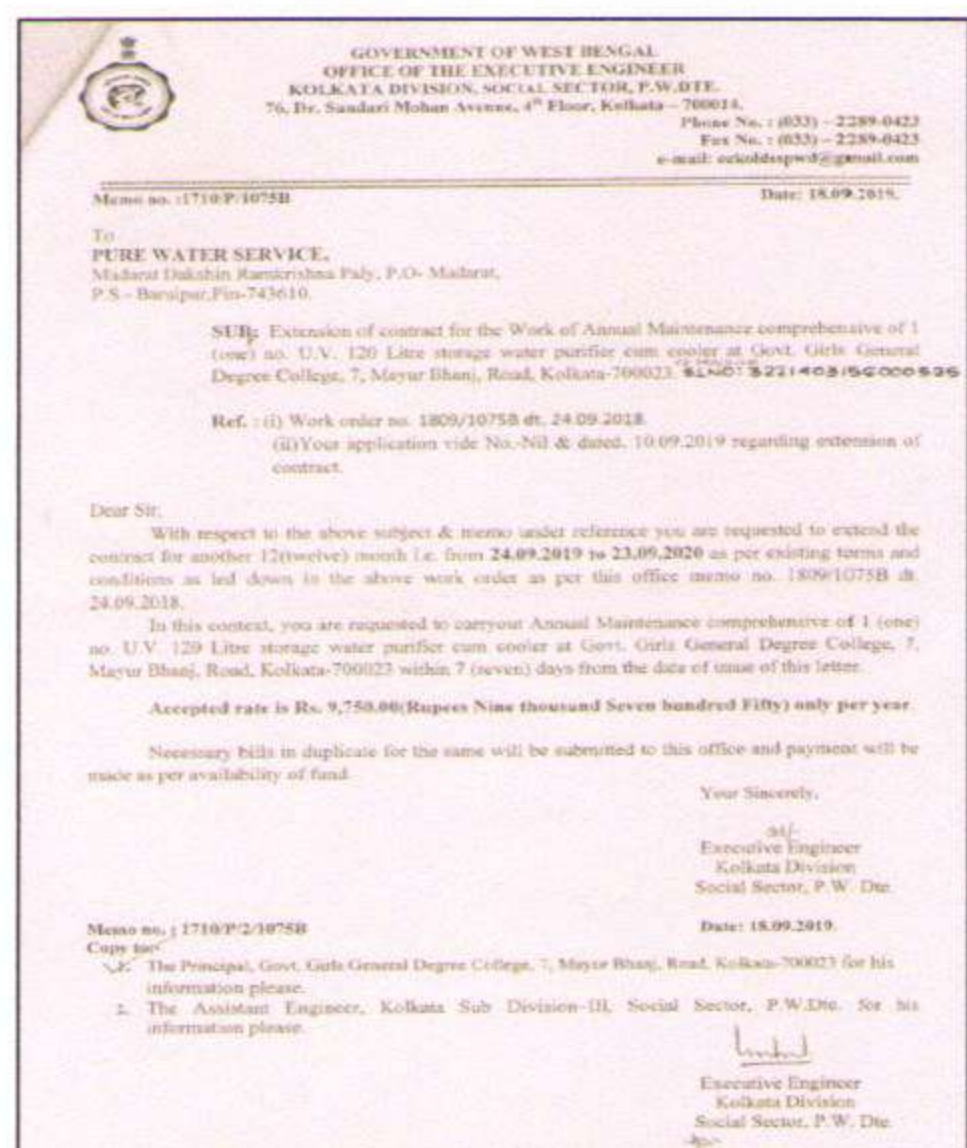 GOVERNMENT OF WEST BENGAL
OFFICE OF THE EXECUTIVE ENGINEER
KOLKATA DIVISION, SOCIAL SECTOR, P.W.DTE.
76, Dr. Sundari Mohan Avenue, 4th Floor, Kolkata – 700014.
Phone No. : (033) – 2289-0423
Fax No. : (033) – 2289-0423
e-mail: eekoldsspwd@gmail.com
Memo no. :1710/P/1075B Date: 18.09.2019.
To
PURE WATER SERVICE,
Madarat Dakshin Ramkrishna Paly, P.O- Madarat,
P.S - Baruipur,Pin-743610.
SUB: Extension of contract for the Work of Annual Maintenance comprehensive of 1
(one) no. U.V. 120 Litre storage water purifier cum cooler at Govt. Girls General
Degree College, 7, Mayur Bhanj, Road, Kolkata-700023. SLNO:
Ref. : (i) Work order no. 1809/1075B dt. 24.09.2018.
(ii)Your application vide No.-Nil & dated. 10.09.2019 regarding extension of
contract.
Dear Sir,
With respect to the above subject & memo under reference you are requested to extend the
contract for another 12(twelve) month i.e. from 24.09.2019 to 23.09.2020 as per existing terms and
conditions as led down in the above work order as per this office memo no. 1809/1075B dt.
24.09.2018.
In this context, you are requested to carryout Annual Maintenance comprehensive of 1 (one)
no. U.V. 120 Litre storage water purifier cum cooler at Govt. Girls General Degree College, 7,
Mayur Bhanj, Road, Kolkata-700023 within 7 (seven) days from the date of issue of this letter.
Accepted rate is Rs. 9,750.00(Rupees Nine thousand Seven hundred Fifty) only per year.
Necessary bills in duplicate for the same will be submitted to this office and payment will be
made as per availability of fund.
Your Sincerely,
Sd/-
Executive Engineer
Kolkata Division
Social Sector, P.W. Dte.
Memo no. : 1710/P/2/1075B Date: 18.09.2019.
Copy to:-
1. The Principal, Govt. Girls General Degree College, 7, Mayur Bhanj, Road, Kolkata-700023 for his
information please.
2. The Assistant Engineer, Kolkata Sub Division-III, Social Sector, P.W.Dte. for his
information please.
Executive Engineer
Kolkata Division
Social Sector, P.W. Dte.